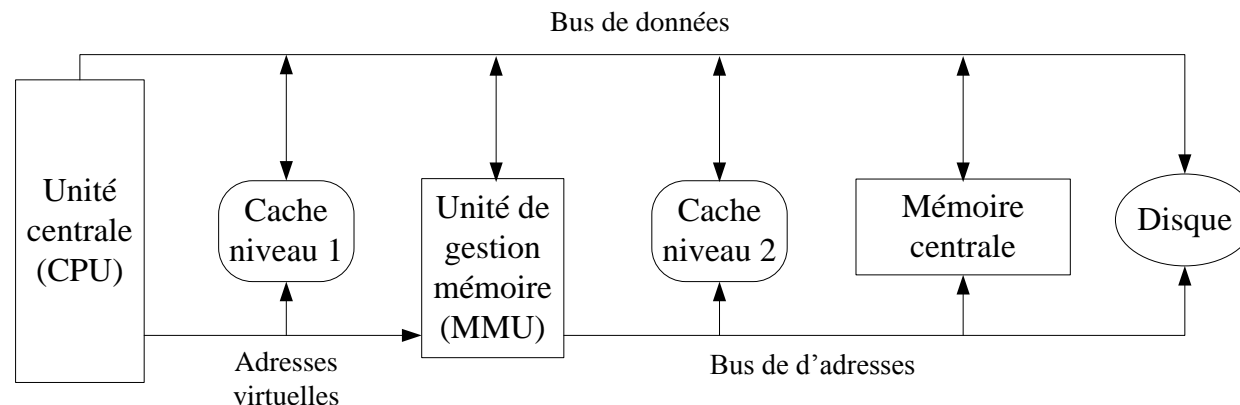 Bus de données
Unité
centrale
(CPU)
Cache
niveau 1
Unité de
gestion
mémoire
(MMU)
Cache
niveau 2
Mémoire
centrale
Disque
Adresses
virtuelles
Bus de d'adresses